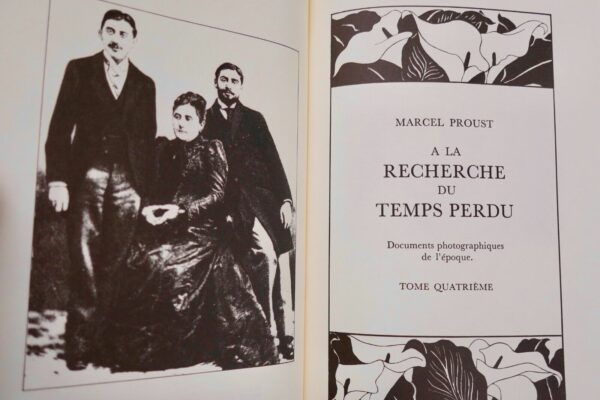 MARCEL PROUST
A LA
RECHERCHE
DU
TEMPS PERDU
Documents photographiques
de l'époque.
TOME QUATRIÈME